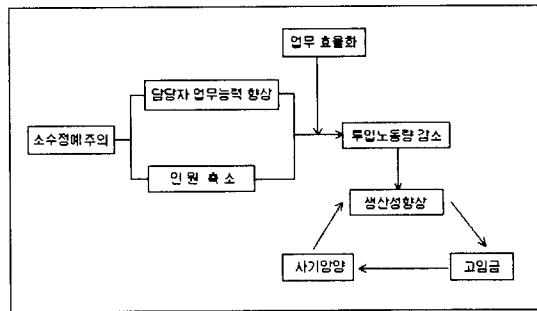 업무 효율화
담당자 업무능력 향상
소수정예주의
투입노동량 감소
인원 축소
생산성향상
사기앙양
고임금